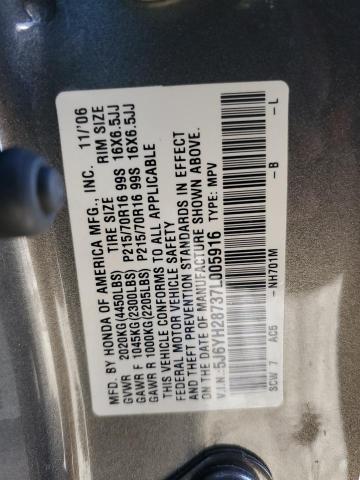 MFD. BY HONDA OF AMERICA MFG., INC. 11/'06
TIRE SIZE RIM SIZE
GVWR 2020KG(4450LBS)
GAWR F 1045KG(2300LBS) P215/70R16 99S 16X6.5JJ
GAWR R 1000KG(2205LBS) P215/70R16 99S 16X6.5JJ
THIS VEHICLE CONFORMS TO ALL APPLICABLE
FEDERAL MOTOR VEHICLE SAFETY
STANDARDS IN EFFECT ON THE DATE OF
MANUFACTURE SHOWN ABOVE.
V.I.N.: 5J6YH28737L005916 TYPE: MPV
SCW 7 AC5 -NH701M -B -L